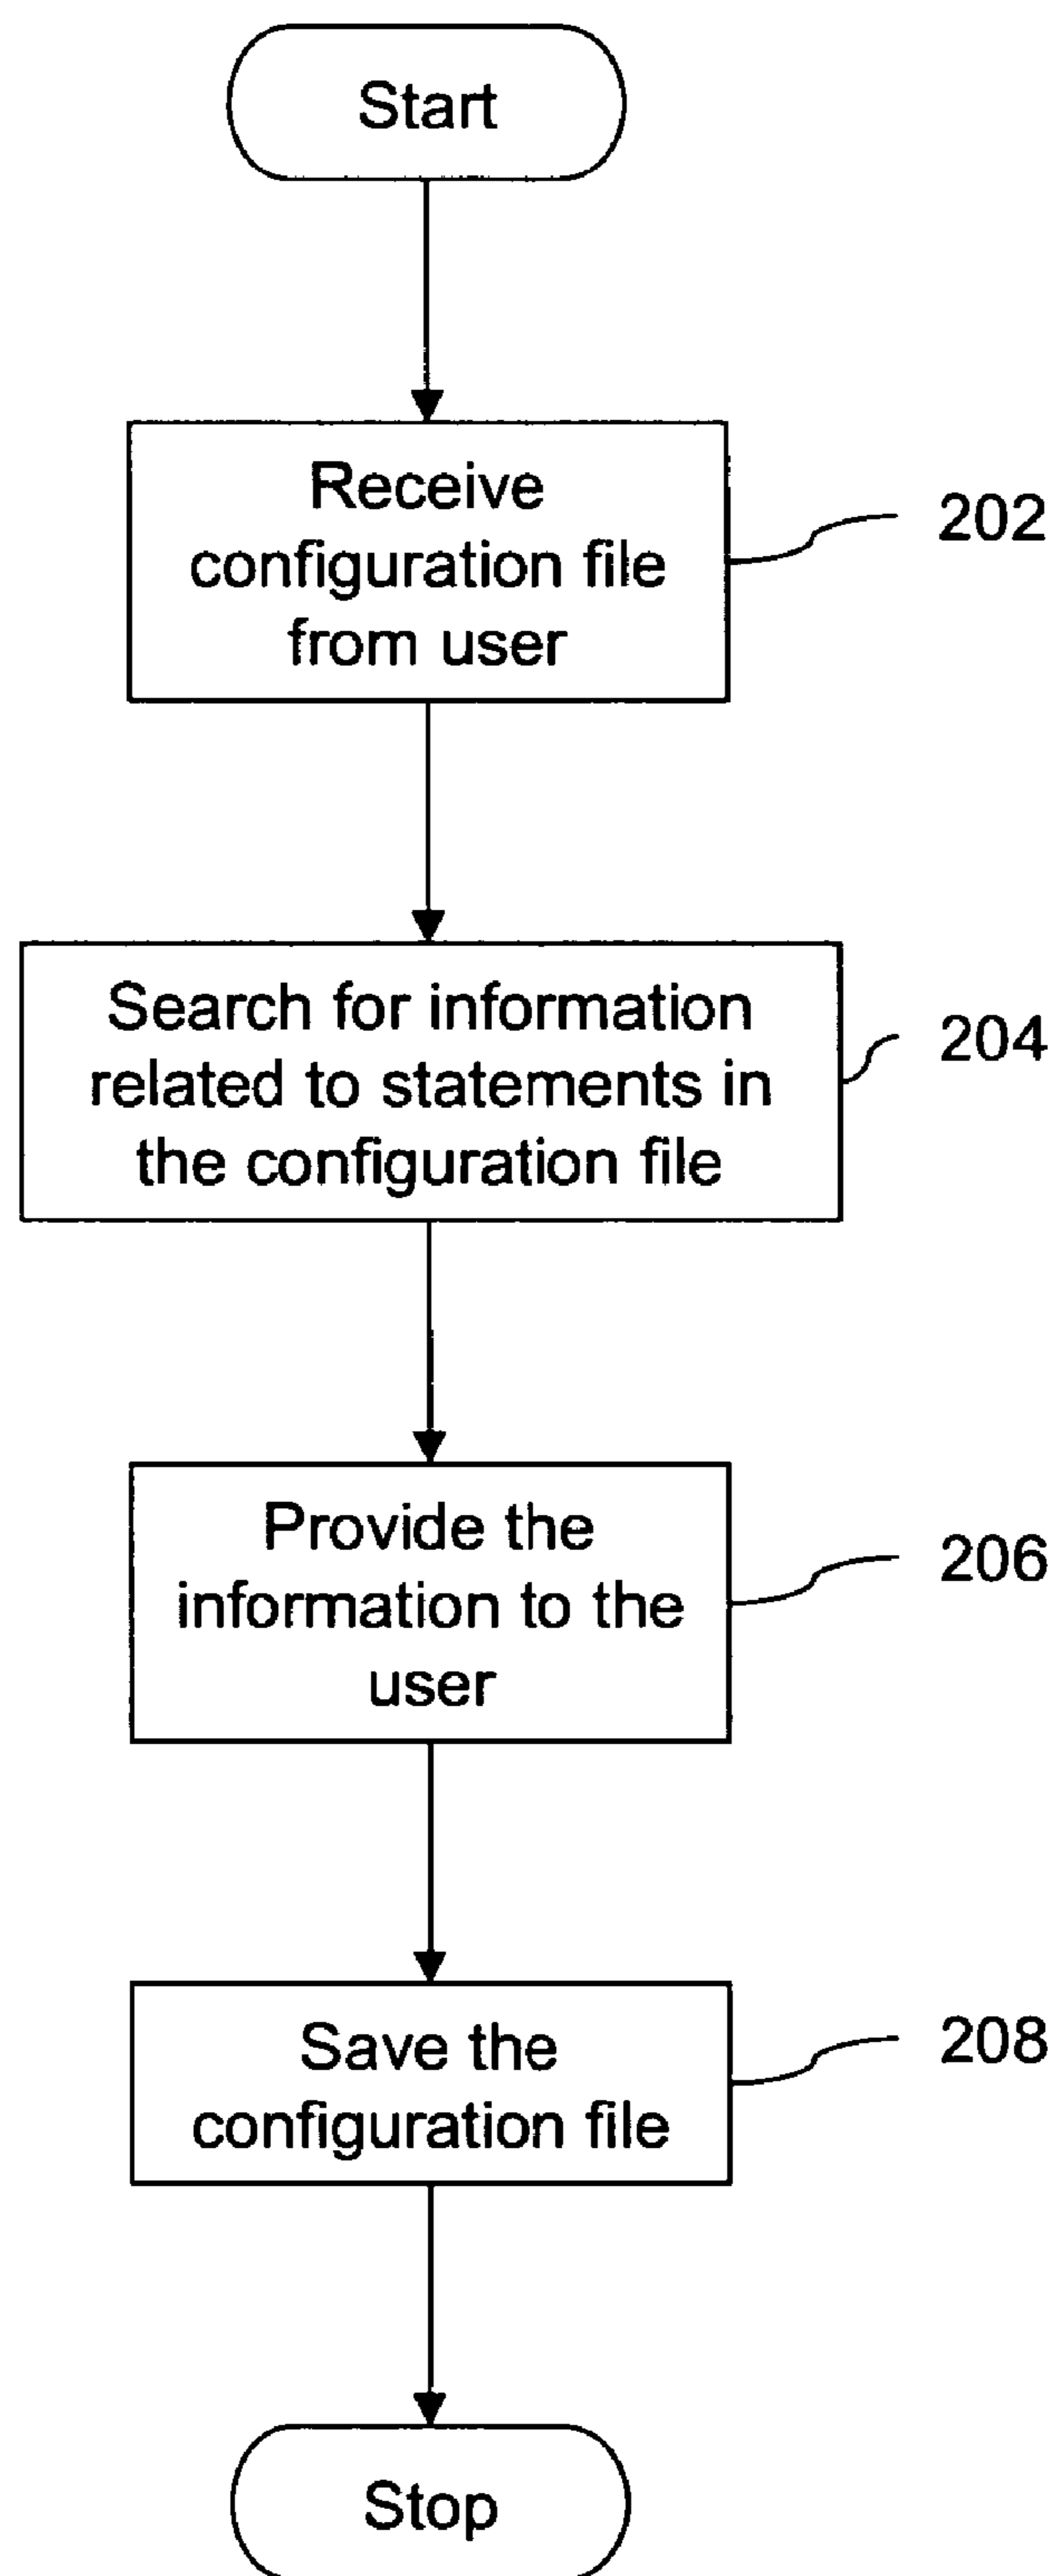 Start
Receive
configuration file
from user
202
Search for information
related to statements in
the configuration file
204
Provide the
information to the
user
206
Save the
configuration file
208
Stop